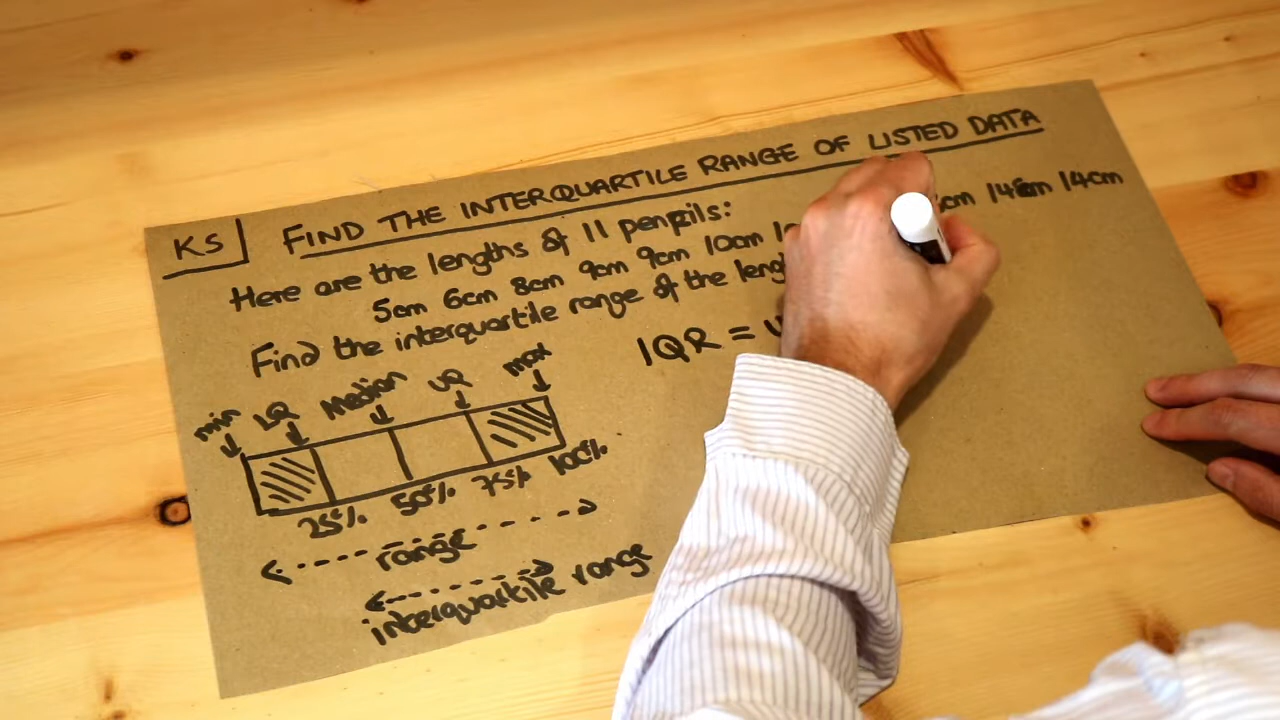 KS
FIND THE INTERQUARTILE RANGE OF LISTED DATA
Here are the lengths of 11 pencils:
5cm 6cm 8cm 9cm 9cm 10cm 14cm 14cm
Find the interquartile range of the
IQR =
min LQ Median UQ max
25% 50% 75% 100%
range
interquartile range